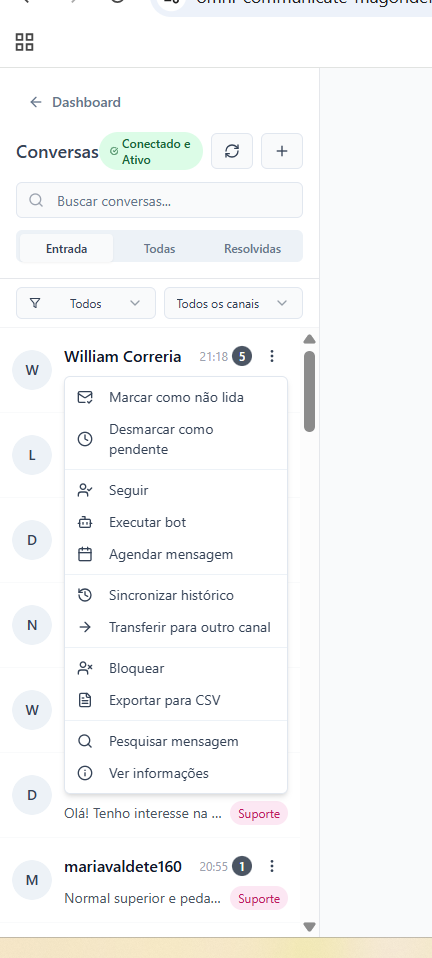 Dashboard
Conversas
Conectado e
Ativo
Buscar conversas...
Entrada Todas Resolvidas
Todos Todos os canais
W William Correria 21:18 5
Marcar como não lida
Desmarcar como
pendente
L
Seguir
Executar bot
D
Agendar mensagem
Sincronizar histórico
N Transferir para outro canal
Bloquear
Exportar para CSV
W
Pesquisar mensagem
Ver informações
D
Olá! Tenho interesse na ... Suporte
mariavaldete160 20:55 1
M
Normal superior e peda... Suporte